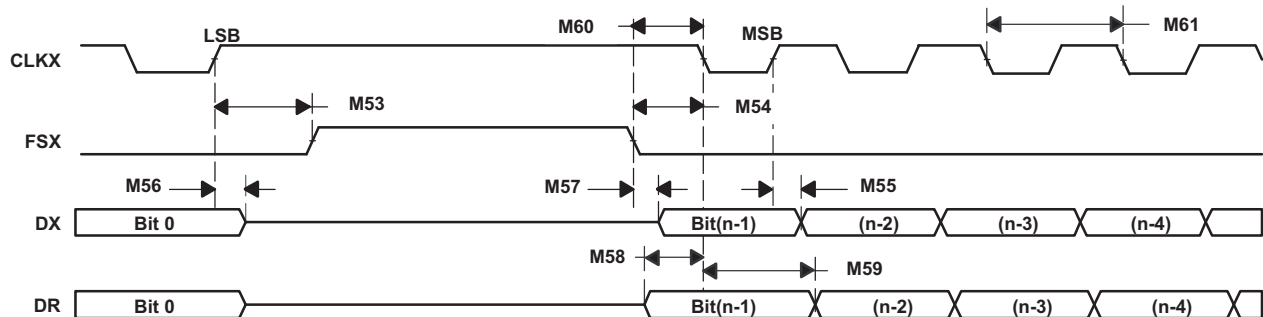 LSB M60 MSB M61
CLKX
M53 M54
FSX
M56 M57 M55
DX Bit 0 Bit(n-1) (n-2) (n-3) (n-4)
M58 M59
DR Bit 0 Bit(n-1) (n-2) (n-3) (n-4)